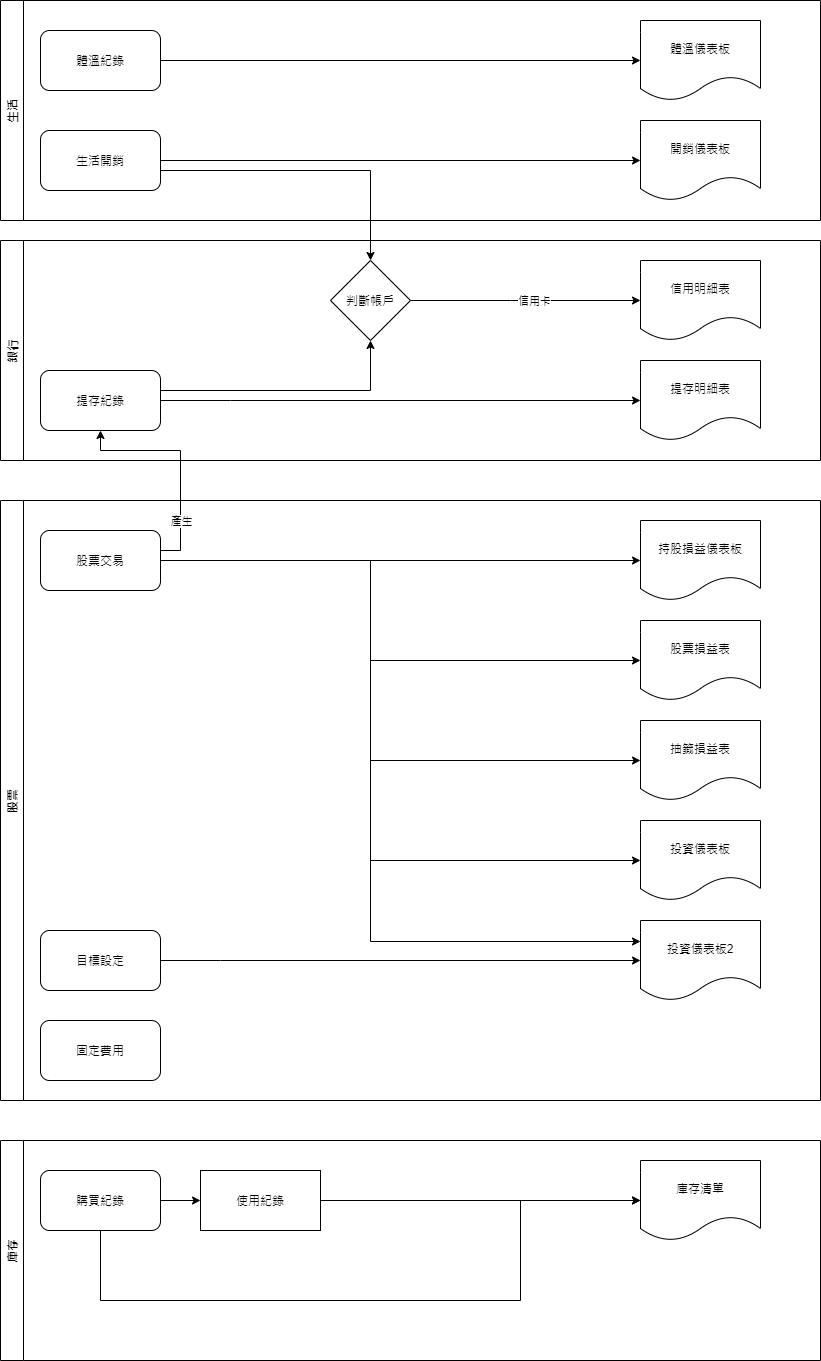 生活
體溫紀錄
體溫儀表板
生活開銷
開銷儀表板
銀行
判斷帳戶
信用卡
信用明細表
提存紀錄
提存明細表
產生
股票
股票交易
持股損益儀表板
股票損益表
抽籤損益表
投資儀表板
目標設定
投資儀表板2
固定費用
庫存
購買紀錄
使用紀錄
庫存清單